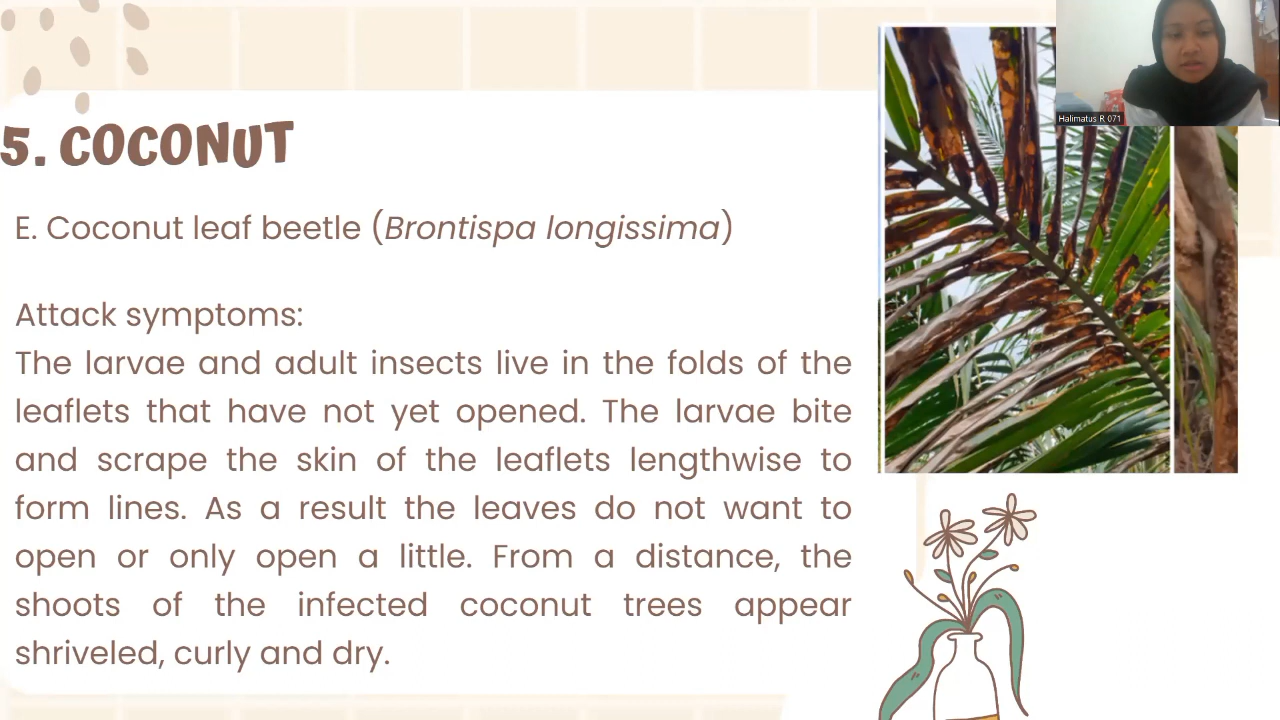 Halimatus R 071
5. COCONUT
E. Coconut leaf beetle (Brontispa longissima)
Attack symptoms:
The larvae and adult insects live in the folds of the
leaflets that have not yet opened. The larvae bite
and scrape the skin of the leaflets lengthwise to
form lines. As a result the leaves do not want to
open or only open a little. From a distance, the
shoots of the infected coconut trees appear
shriveled, curly and dry.